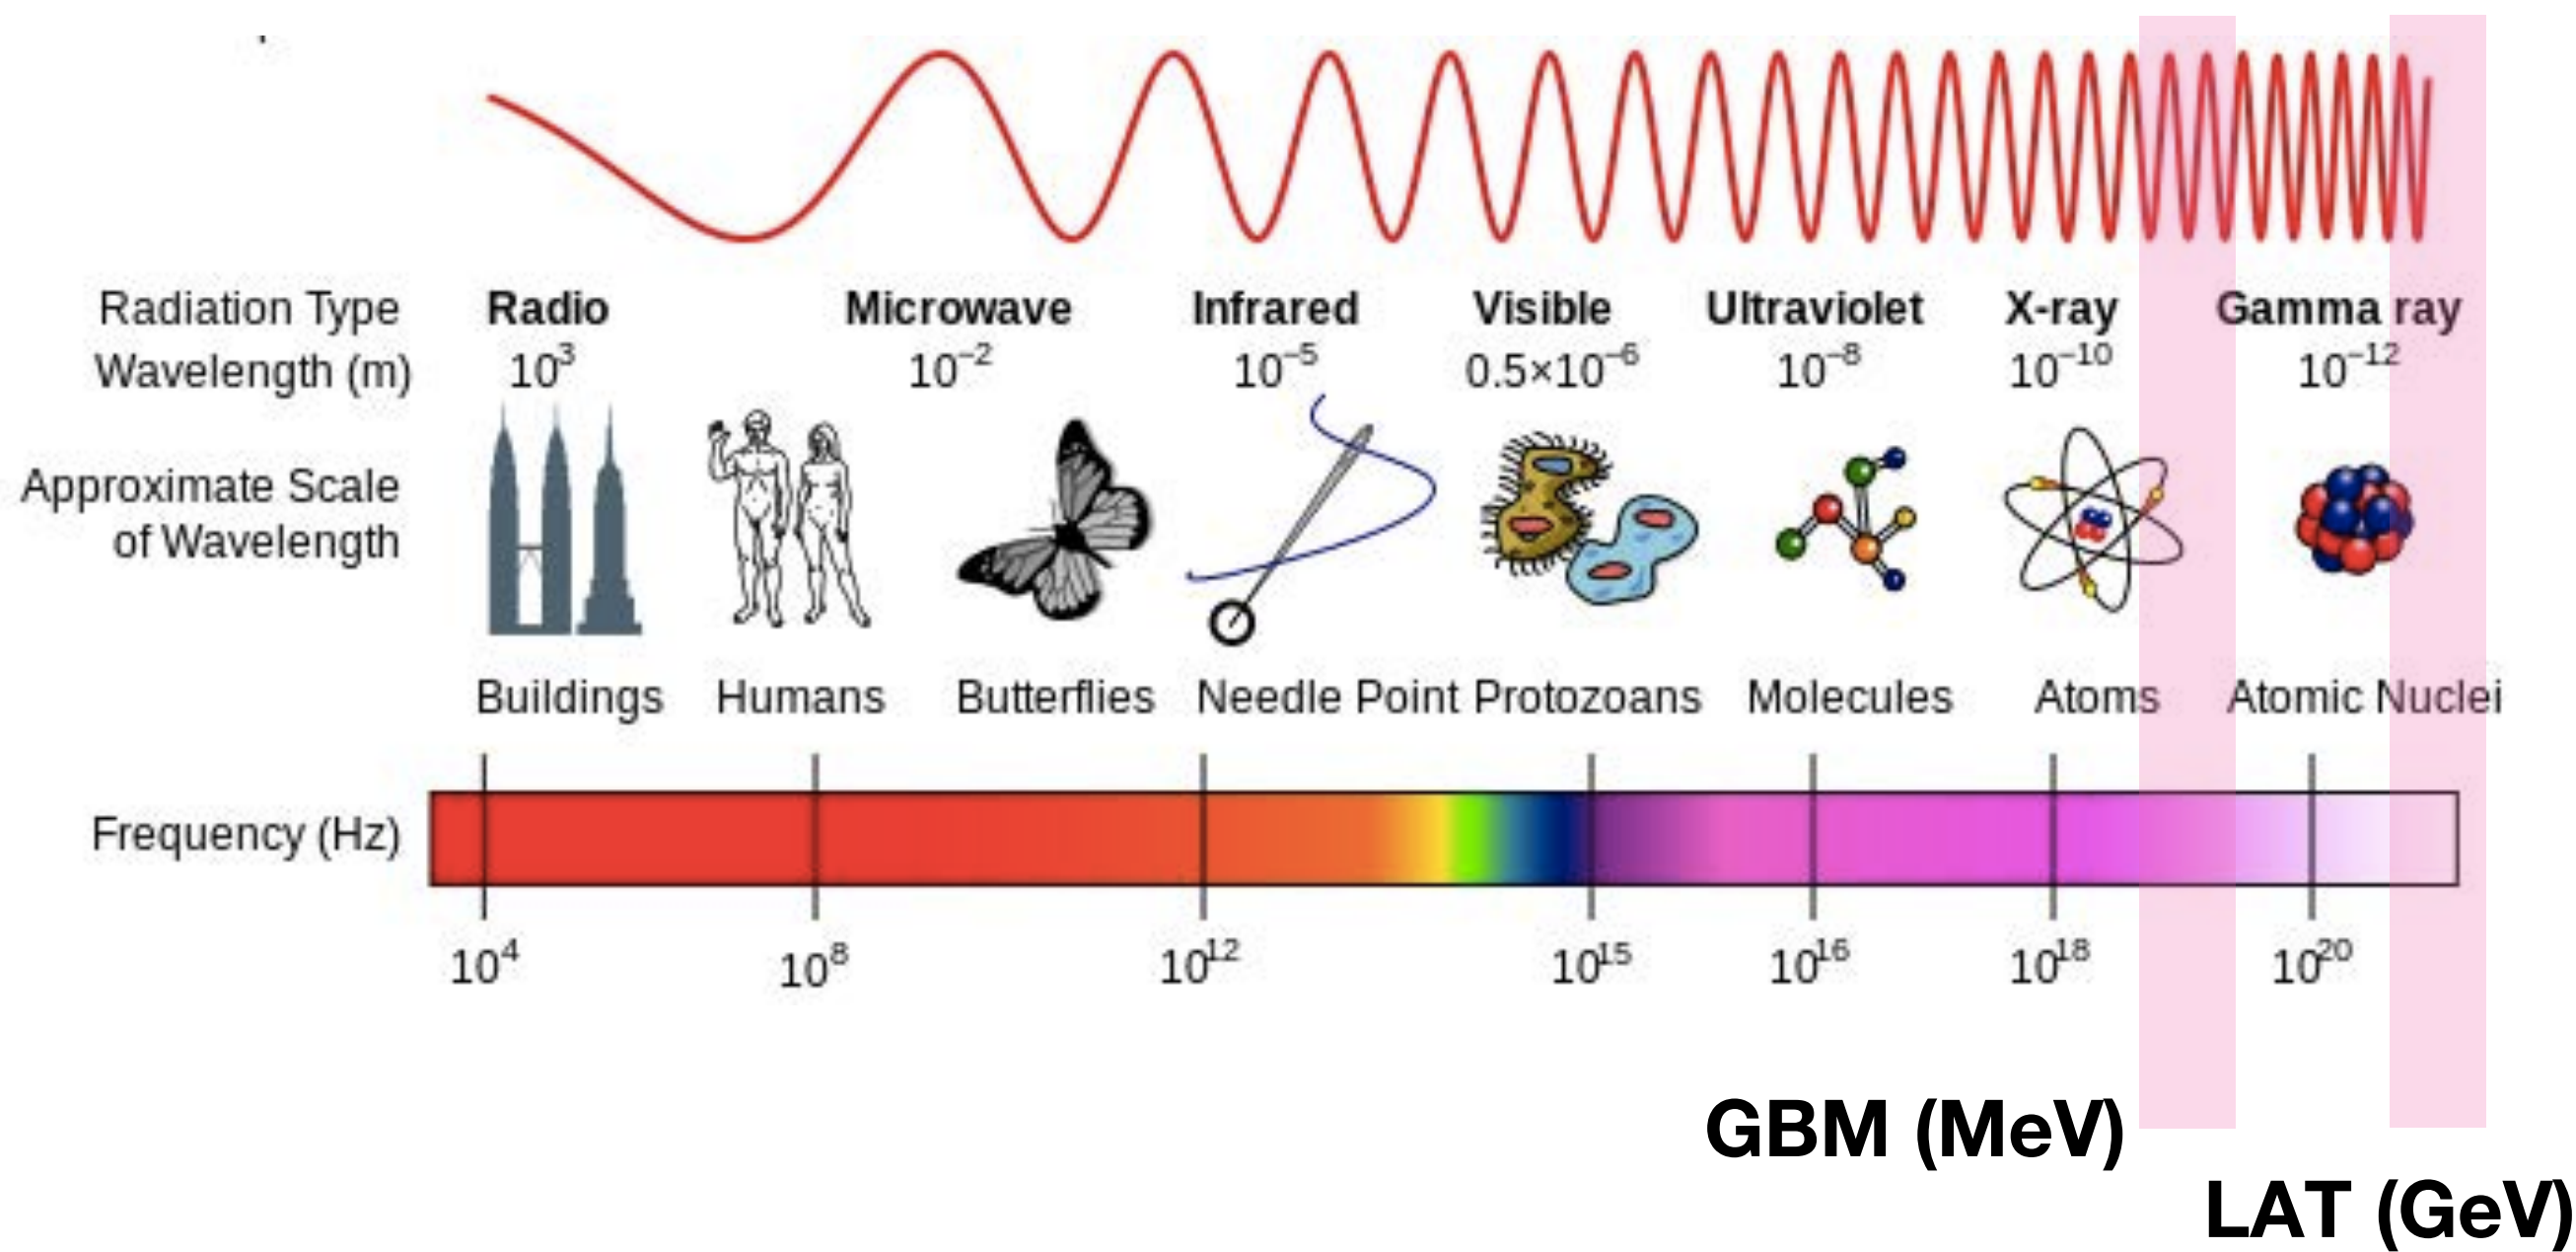 Radiation Type Radio Microwave Infrared Visible Ultraviolet X-ray Gamma ray
Wavelength (m) 10³ 10⁻² 10⁻⁵ 0.5×10⁻⁶ 10⁻⁸ 10⁻¹⁰ 10⁻¹²
Approximate Scale
of Wavelength
Buildings Humans Butterflies Needle Point Protozoans Molecules Atoms Atomic Nuclei
Frequency (Hz)
10⁴ 10⁸ 10¹² 10¹⁵ 10¹⁶ 10¹⁸ 10²⁰
GBM (MeV)
LAT (GeV)